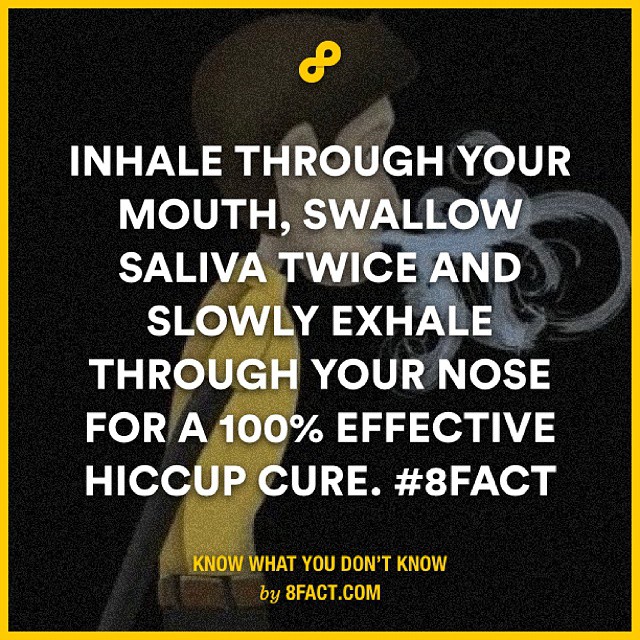 INHALE THROUGH YOUR
MOUTH, SWALLOW
SALIVA TWICE AND
SLOWLY EXHALE
THROUGH YOUR NOSE
FOR A 100% EFFECTIVE
HICCUP CURE. #8FACT
KNOW WHAT YOU DON'T KNOW
by 8FACT.COM